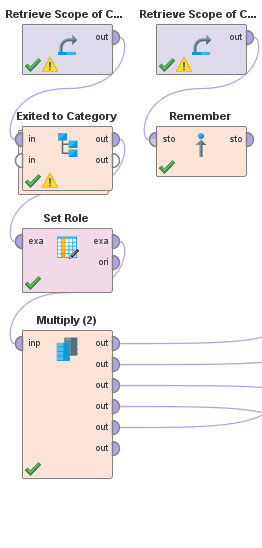 Retrieve Scope of C...
out
Retrieve Scope of C...
out
Exited to Category
in
out
in
out
Remember
sto
sto
Set Role
exa
exa
ori
Multiply (2)
inp
out
out
out
out
out
out